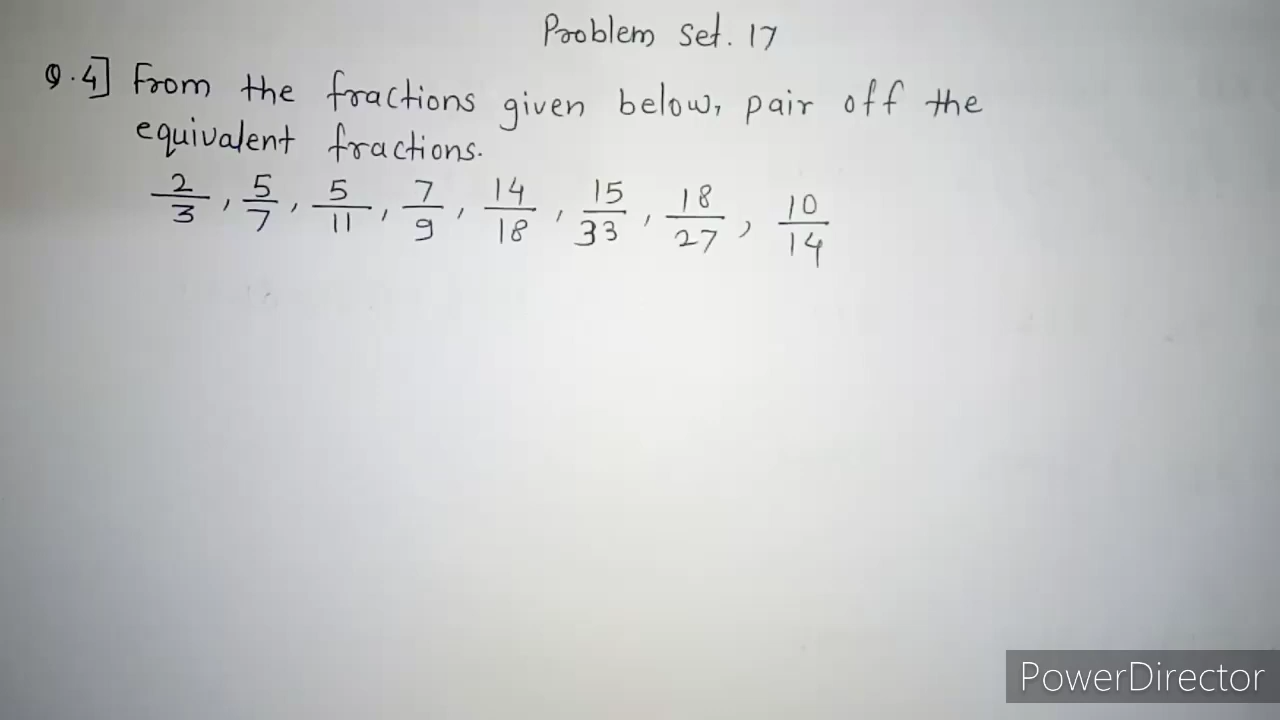 Problem Set. 17
Q.4] From the fractions given below, pair off the
equivalent fractions.
2/3, 5/7, 5/11, 7/9, 14/18, 15/33, 18/27, 10/14
PowerDirector